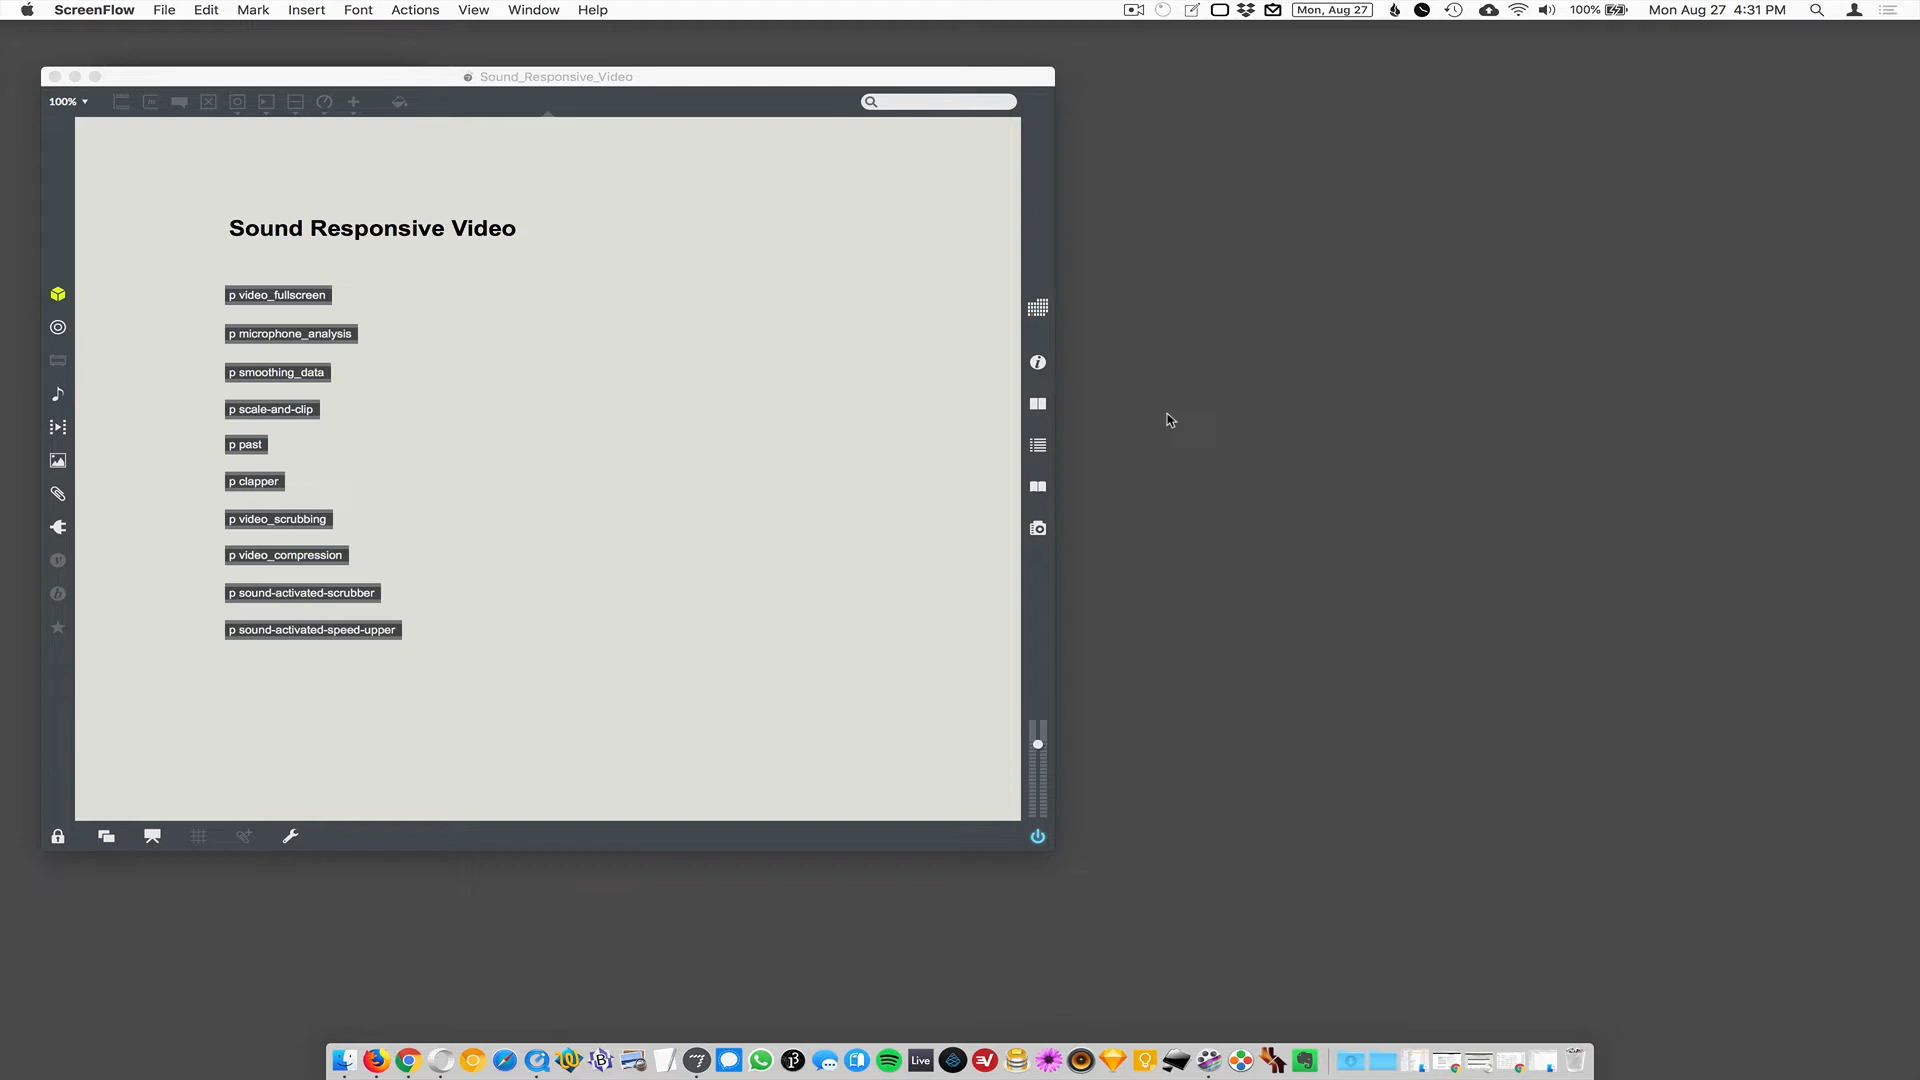 ScreenFlow File Edit Mark Insert Font Actions View Window Help Mon, Aug 27 100% Mon Aug 27 4:31 PM
Sound_Responsive_Video
100%
Sound Responsive Video
p video_fullscreen
p microphone_analysis
p smoothing_data
p scale-and-clip
p past
p clapper
p video_scrubbing
p video_compression
p sound-activated-scrubber
p sound-activated-speed-upper
Live